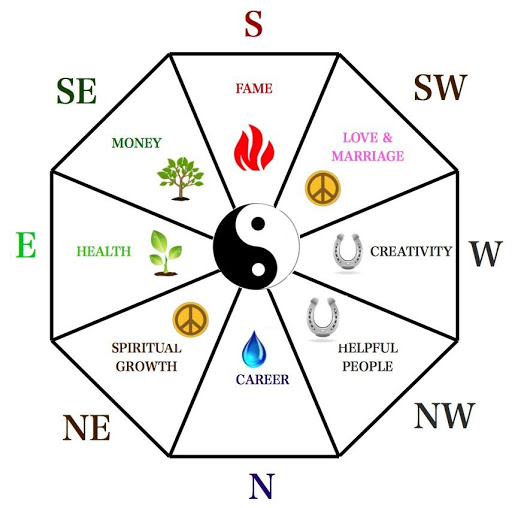 S
SE
SW
FAME
MONEY
LOVE &
MARRIAGE
E
HEALTH
CREATIVITY
W
SPIRITUAL
GROWTH
HELPFUL
PEOPLE
CAREER
NE
NW
N